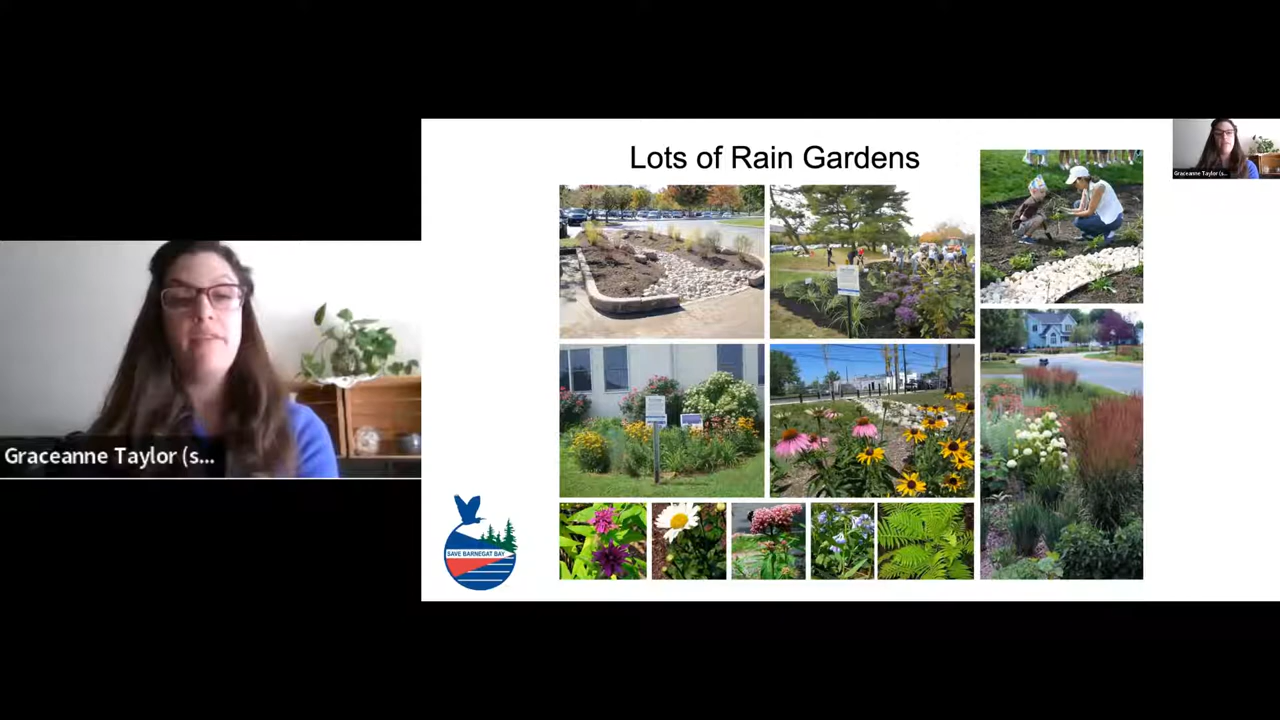 Lots of Rain Gardens
Graceanne Taylor (s...
Graceanne Taylor (s...
SAVE BARNEGAT BAY